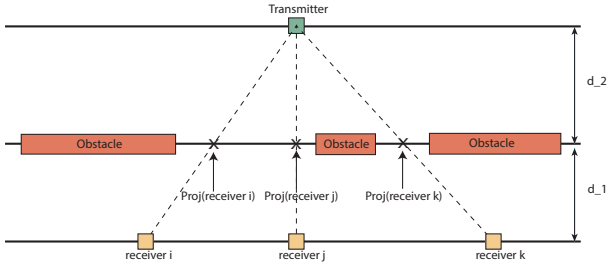 Transmitter
d_2
Obstacle
Obstacle
Obstacle
Proj(receiver i)
Proj(receiver j)
Proj(receiver k)
d_1
receiver i
receiver j
receiver k